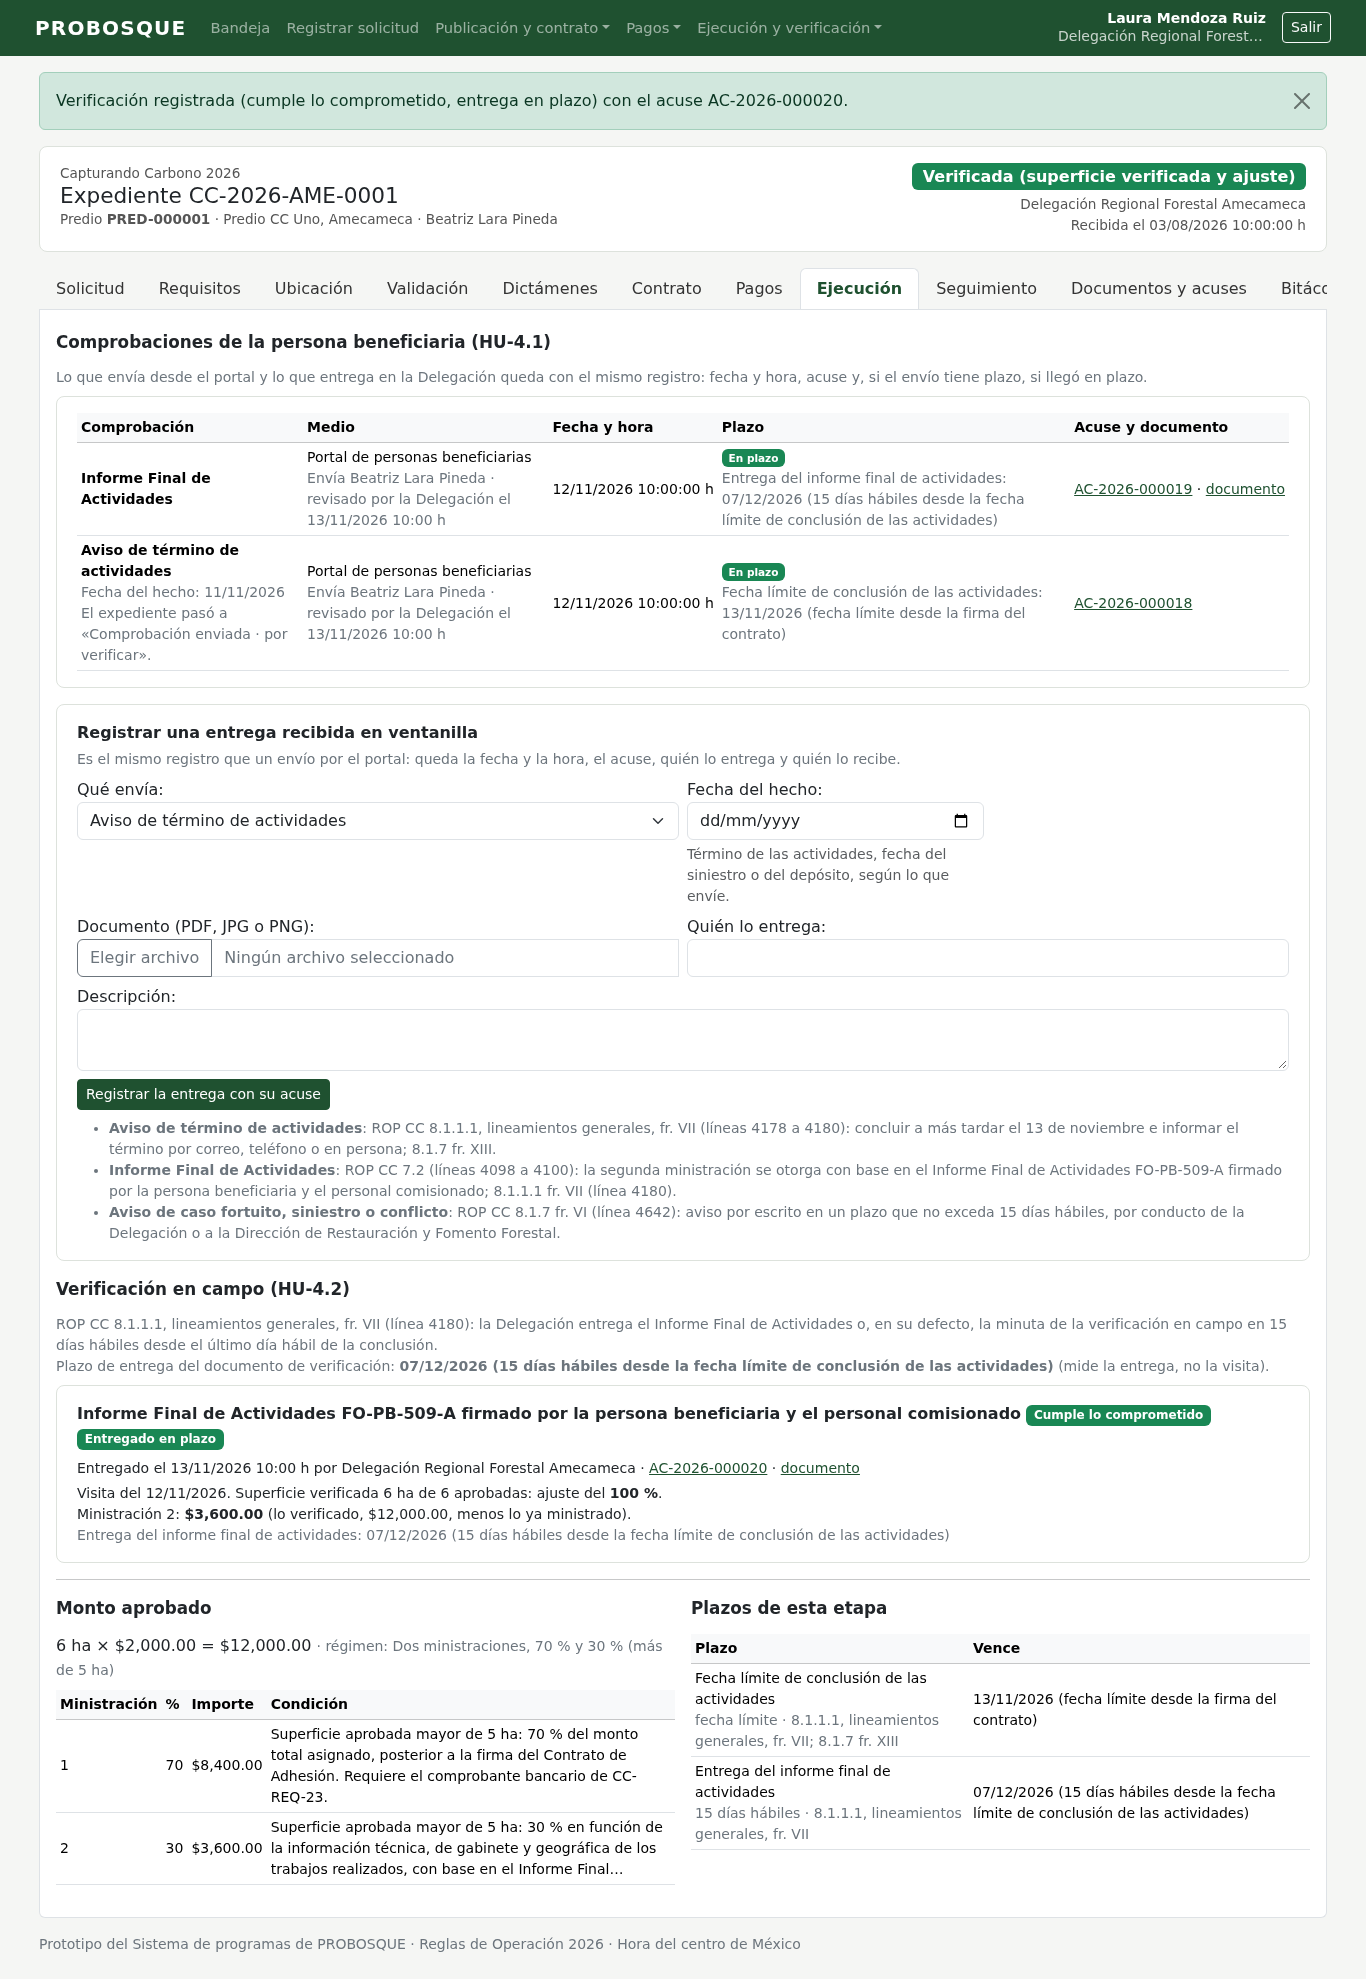 PROBOSQUE
Bandeja
Registrar solicitud
Publicación y contrato
Pagos
Ejecución y verificación
Laura Mendoza Ruiz
Delegación Regional Forest…
Salir
Verificación registrada (cumple lo comprometido, entrega en plazo) con el acuse AC-2026-000020.
Capturando Carbono 2026
Expediente CC-2026-AME-0001
Predio PRED-000001 · Predio CC Uno, Amecameca · Beatriz Lara Pineda
Verificada (superficie verificada y ajuste)
Delegación Regional Forestal Amecameca
Recibida el 03/08/2026 10:00:00 h
Solicitud
Requisitos
Ubicación
Validación
Dictámenes
Contrato
Pagos
Ejecución
Seguimiento
Documentos y acuses
Comprobaciones de la persona beneficiaria (HU-4.1)
Lo que envía desde el portal y lo que entrega en la Delegación queda con el mismo registro: fecha y hora, acuse y, si el envío tiene plazo, si llegó en plazo.
Comprobación
Medio
Fecha y hora
Plazo
Acuse y documento
Informe Final de
Actividades
Portal de personas beneficiarias
Envía Beatriz Lara Pineda ·
revisado por la Delegación el
13/11/2026 10:00 h
12/11/2026 10:00:00 h
En plazo
Entrega del informe final de actividades:
07/12/2026 (15 días hábiles desde la fecha
límite de conclusión de las actividades)
AC-2026-000019 · documento
Aviso de término de
actividades
Fecha del hecho: 11/11/2026
El expediente pasó a
«Comprobación enviada · por
verificar».
Portal de personas beneficiarias
Envía Beatriz Lara Pineda ·
revisado por la Delegación el
13/11/2026 10:00 h
12/11/2026 10:00:00 h
En plazo
Fecha límite de conclusión de las actividades:
13/11/2026 (fecha límite desde la firma del
contrato)
AC-2026-000018
Registrar una entrega recibida en ventanilla
Es el mismo registro que un envío por el portal: queda la fecha y la hora, el acuse, quién lo entrega y quién lo recibe.
Qué envía:
Aviso de término de actividades
Fecha del hecho:
dd/mm/yyyy
Término de las actividades, fecha del
siniestro o del depósito, según lo que
envíe.
Documento (PDF, JPG o PNG):
Elegir archivo
Ningún archivo seleccionado
Quién lo entrega:
Descripción:
Registrar la entrega con su acuse
• Aviso de término de actividades: ROP CC 8.1.1.1, lineamientos generales, fr. VII (líneas 4178 a 4180): concluir a más tardar el 13 de noviembre e informar el
término por correo, teléfono o en persona; 8.1.7 fr. XIII.
• Informe Final de Actividades: ROP CC 7.2 (líneas 4098 a 4100): la segunda ministración se otorga con base en el Informe Final de Actividades FO-PB-509-A firmado
por la persona beneficiaria y el personal comisionado; 8.1.1.1 fr. VII (línea 4180).
• Aviso de caso fortuito, siniestro o conflicto: ROP CC 8.1.7 fr. VI (línea 4642): aviso por escrito en un plazo que no exceda 15 días hábiles, por conducto de la
Delegación o a la Dirección de Restauración y Fomento Forestal.
Verificación en campo (HU-4.2)
ROP CC 8.1.1.1, lineamientos generales, fr. VII (línea 4180): la Delegación entrega el Informe Final de Actividades o, en su defecto, la minuta de la verificación en campo en 15
días hábiles desde el último día hábil de la conclusión.
Plazo de entrega del documento de verificación: 07/12/2026 (15 días hábiles desde la fecha límite de conclusión de las actividades) (mide la entrega, no la visita).
Informe Final de Actividades FO-PB-509-A firmado por la persona beneficiaria y el personal comisionado Cumple lo comprometido
Entregado en plazo
Entregado el 13/11/2026 10:00 h por Delegación Regional Forestal Amecameca · AC-2026-000020 · documento
Visita del 12/11/2026. Superficie verificada 6 ha de 6 aprobadas: ajuste del 100 %.
Ministración 2: $3,600.00 (lo verificado, $12,000.00, menos lo ya ministrado).
Entrega del informe final de actividades: 07/12/2026 (15 días hábiles desde la fecha límite de conclusión de las actividades)
Monto aprobado
6 ha × $2,000.00 = $12,000.00 · régimen: Dos ministraciones, 70 % y 30 % (más
de 5 ha)
Ministración
%
Importe
Condición
1
70
$8,400.00
Superficie aprobada mayor de 5 ha: 70 % del monto
total asignado, posterior a la firma del Contrato de
Adhesión. Requiere el comprobante bancario de CC-
REQ-23.
2
30
$3,600.00
Superficie aprobada mayor de 5 ha: 30 % en función de
la información técnica, de gabinete y geográfica de los
trabajos realizados, con base en el Informe Final…
Plazos de esta etapa
Plazo
Vence
Fecha límite de conclusión de las
actividades
fecha límite · 8.1.1.1, lineamientos
generales, fr. VII; 8.1.7 fr. XIII
13/11/2026 (fecha límite desde la firma del
contrato)
Entrega del informe final de
actividades
15 días hábiles · 8.1.1.1, lineamientos
generales, fr. VII
07/12/2026 (15 días hábiles desde la fecha
límite de conclusión de las actividades)
Prototipo del Sistema de programas de PROBOSQUE · Reglas de Operación 2026 · Hora del centro de México